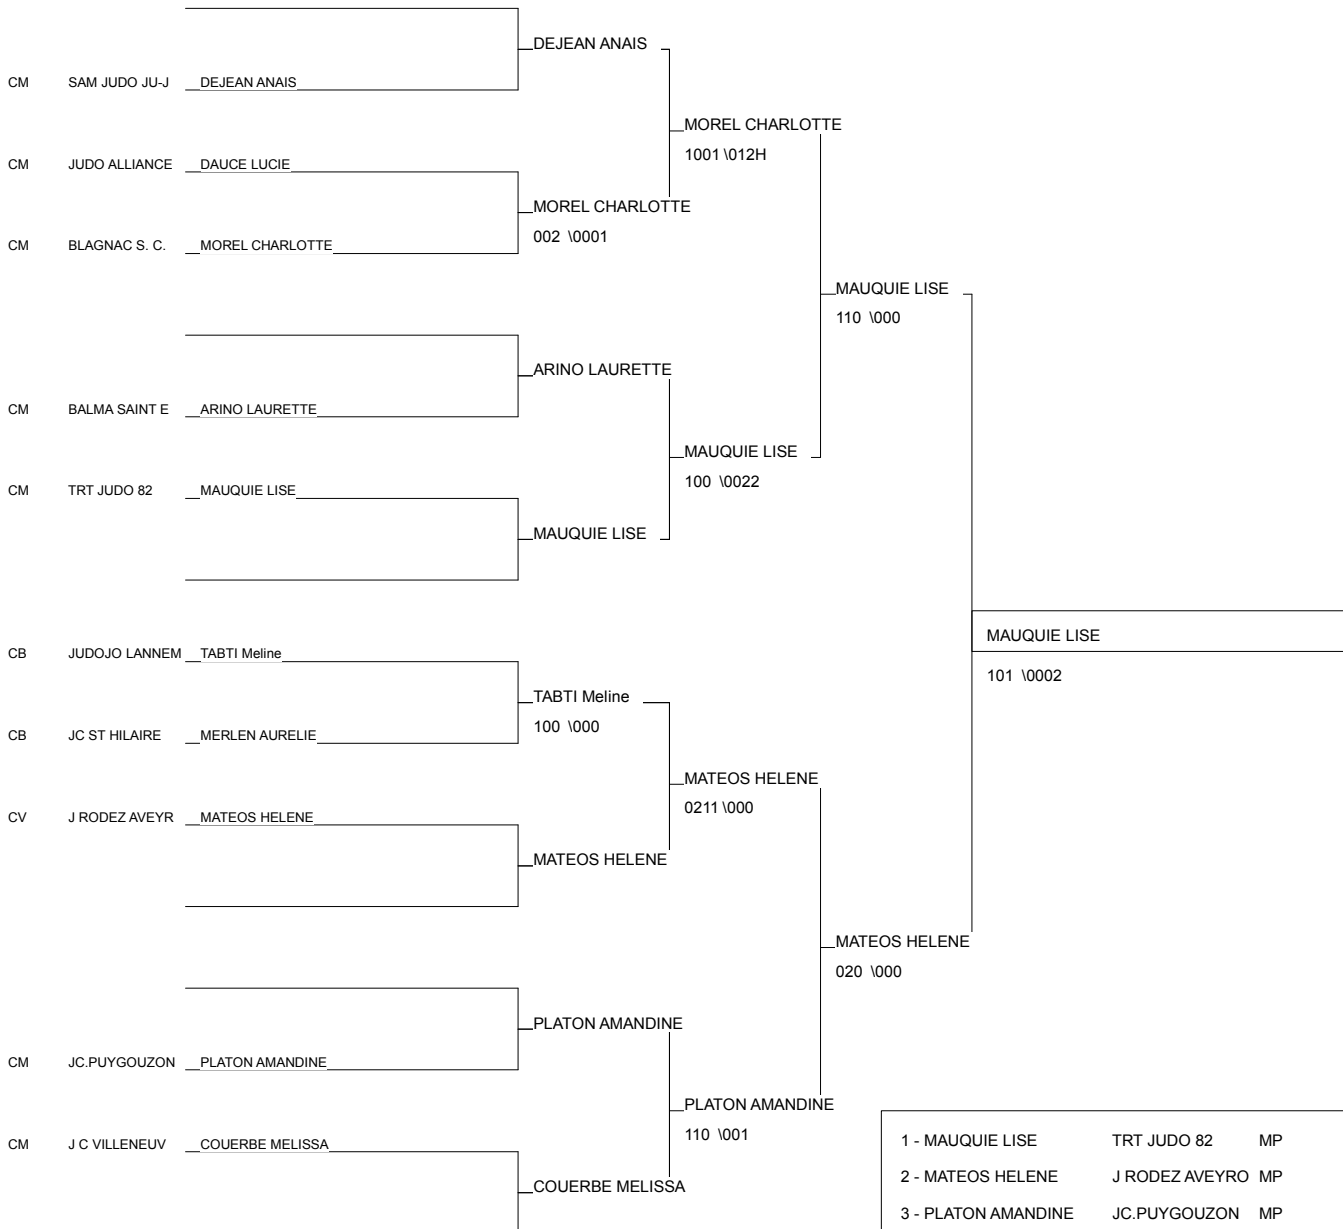 DEJEAN ANAIS
CM SAM JUDO JU-J DEJEAN ANAIS
MOREL CHARLOTTE
1001 \012H
CM JUDO ALLIANCE DAUCE LUCIE
MOREL CHARLOTTE
002 \0001
CM BLAGNAC S. C. MOREL CHARLOTTE
MAUQUIE LISE
110 \000
ARINO LAURETTE
CM BALMA SAINT E ARINO LAURETTE
MAUQUIE LISE
100 \0022
CM TRT JUDO 82 MAUQUIE LISE
MAUQUIE LISE
MAUQUIE LISE
101 \0002
CB JUDOJO LANNEM TABTI Meline
TABTI Meline
100 \000
CB JC ST HILAIRE MERLEN AURELIE
MATEOS HELENE
0211 \000
CV J RODEZ AVEYR MATEOS HELENE
MATEOS HELENE
MATEOS HELENE
020 \000
PLATON AMANDINE
CM JC.PUYGOUZON PLATON AMANDINE
PLATON AMANDINE
110 \001
CM J C VILLENEUV COUERBE MELISSA
COUERBE MELISSA
1 - MAUQUIE LISE TRT JUDO 82 MP
2 - MATEOS HELENE J RODEZ AVEYRO MP
3 - PLATON AMANDINE JC.PUYGOUZON MP